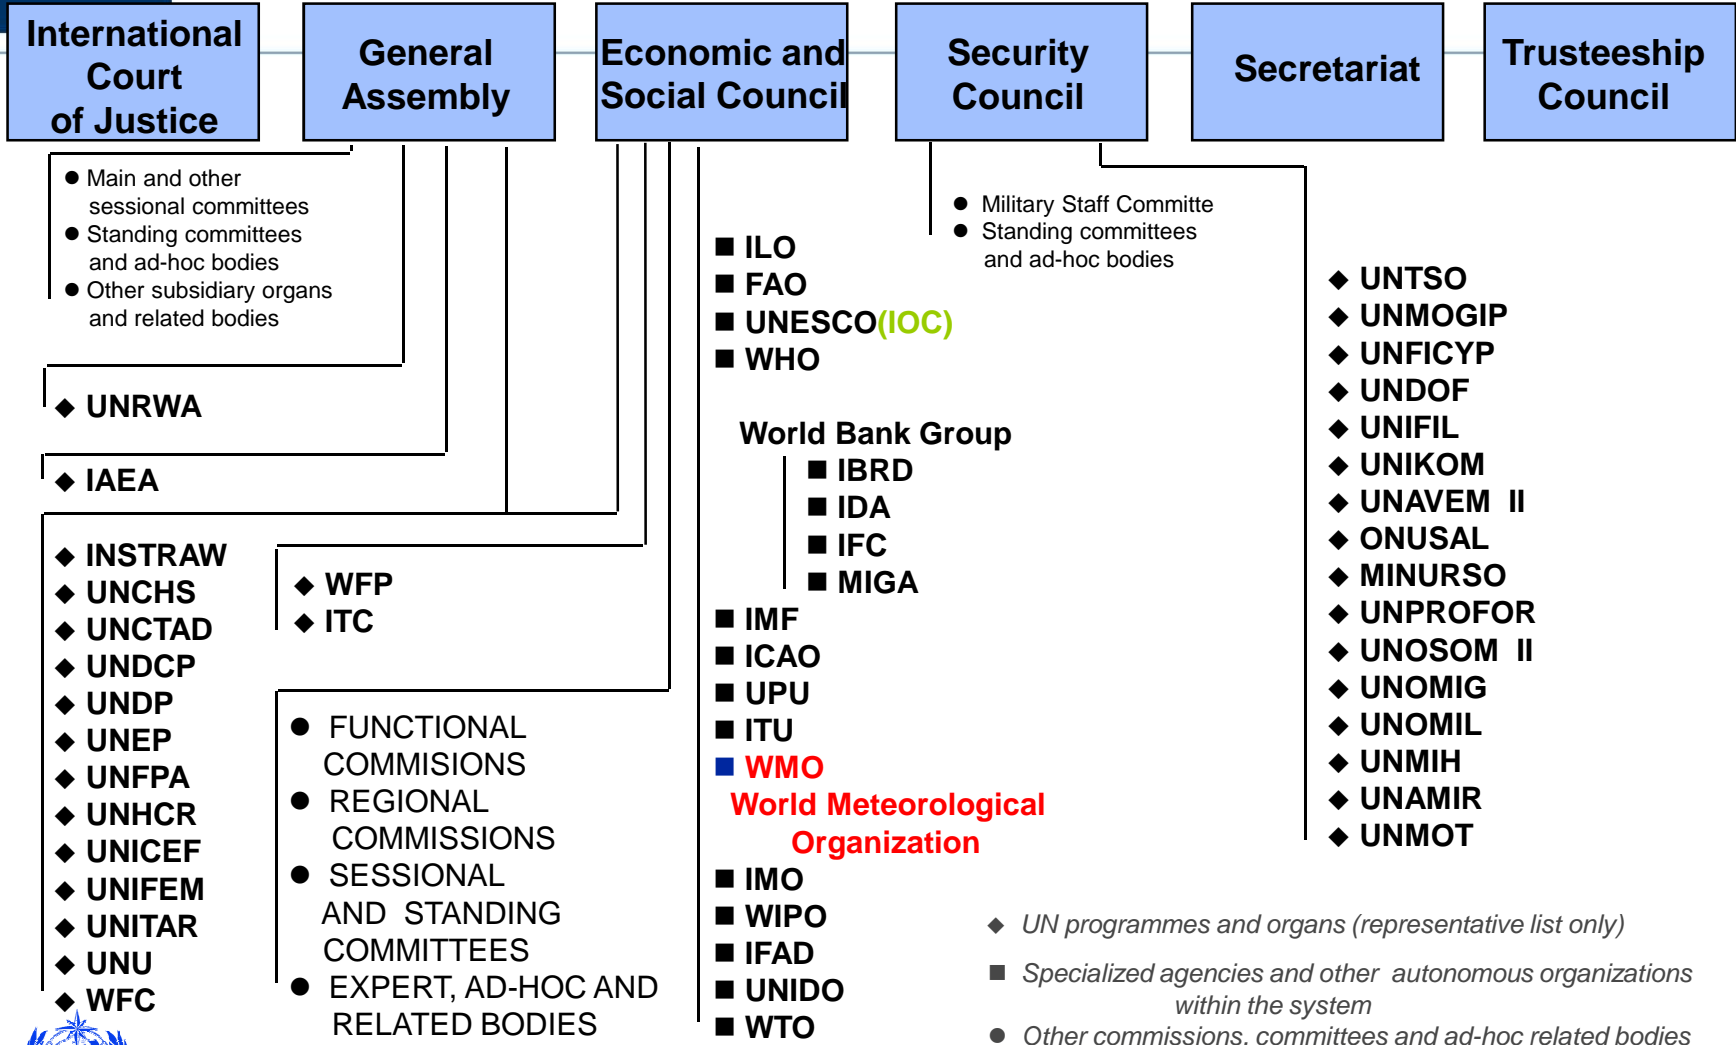 International
Court
of Justice
General
Assembly
Economic and
Social Council
Security
Council
Secretariat
Trusteeship
Council
● Main and other
sessional committees
● Standing committees
and ad-hoc bodies
● Other subsidiary organs
and related bodies
◆ UNRWA
◆ IAEA
◆ INSTRAW
◆ UNCHS
◆ UNCTAD
◆ UNDCP
◆ UNDP
◆ UNEP
◆ UNFPA
◆ UNHCR
◆ UNICEF
◆ UNIFEM
◆ UNITAR
◆ UNU
◆ WFC
◆ WFP
◆ ITC
● FUNCTIONAL
COMMISIONS
● REGIONAL
COMMISSIONS
● SESSIONAL
AND STANDING
COMMITTEES
● EXPERT, AD-HOC AND
RELATED BODIES
■ ILO
■ FAO
■ UNESCO(IOC)
■ WHO
World Bank Group
■ IBRD
■ IDA
■ IFC
■ MIGA
■ IMF
■ ICAO
■ UPU
■ ITU
■ WMO
World Meteorological
Organization
■ IMO
■ WIPO
■ IFAD
■ UNIDO
■ WTO
● Military Staff Committe
● Standing committees
and ad-hoc bodies
◆ UNTSO
◆ UNMOGIP
◆ UNFICYP
◆ UNDOF
◆ UNIFIL
◆ UNIKOM
◆ UNAVEM II
◆ ONUSAL
◆ MINURSO
◆ UNPROFOR
◆ UNOSOM II
◆ UNOMIG
◆ UNOMIL
◆ UNMIH
◆ UNAMIR
◆ UNMOT
◆ UN programmes and organs (representative list only)
■ Specialized agencies and other autonomous organizations
within the system
● Other commissions, committees and ad-hoc related bodies